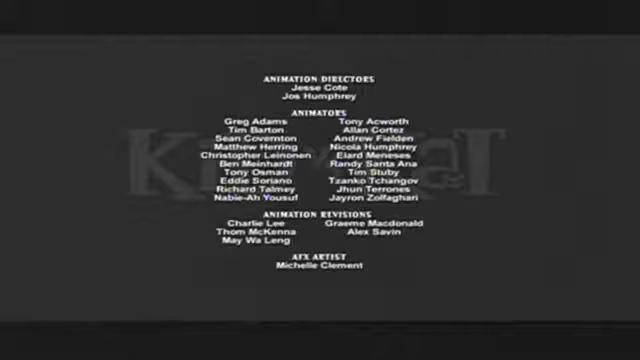 ANIMATION DIRECTORS
Jesse Cote
Jos Humphrey
ANIMATORS
Greg Adams Tony Acworth
Tim Barton Allan Cortez
Sean Covernton Andrew Fielden
Matthew Herring Nicola Humphrey
Christopher Leinonen Elard Meneses
Ben Meinhardt Randy Santa Ana
Tony Osman Tim Stuby
Eddie Soriano Tzanko Tchangov
Richard Talmey Jhun Terrones
Nabie-Ah Yousuf Jayron Zolfaghari
ANIMATION REVISIONS
Charlie Lee Graeme Macdonald
Thom McKenna Alex Savin
May Wa Leng
AFX ARTIST
Michelle Clement